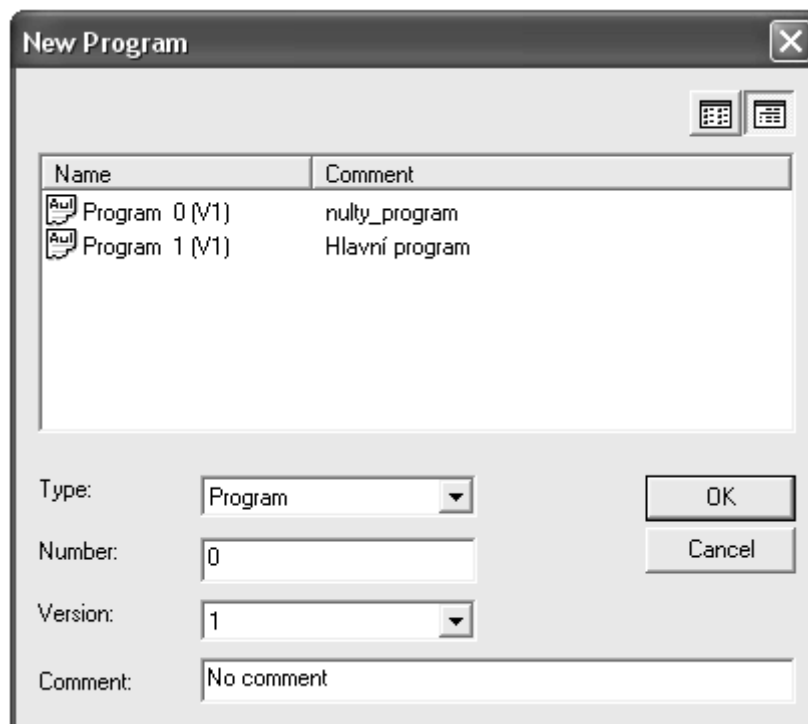 New Program
Name Comment
Program 0 (V1) nulty_program
Program 1 (V1) Hlavní program
Type: Program OK
Number: 0 Cancel
Version: 1
Comment: No comment